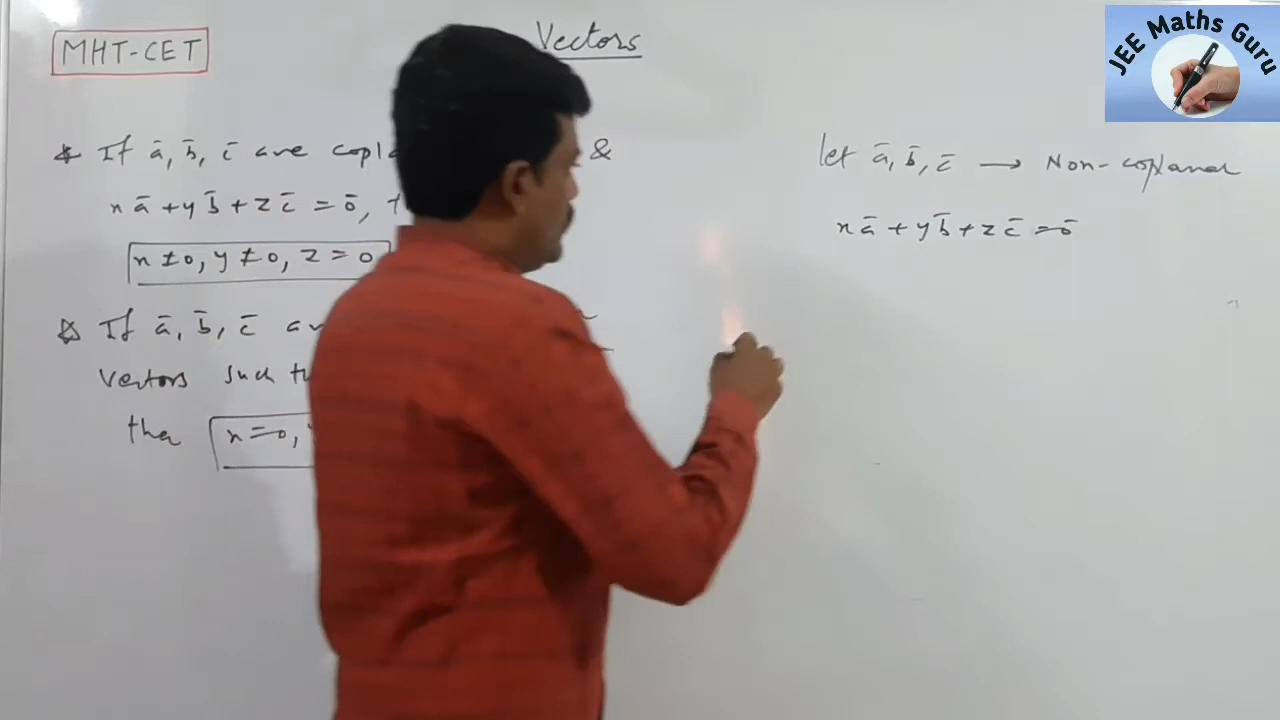 MHT-CET
Vectors
JEE Maths Guru
* If ā, b̄, c̄ are &
x ā + y b̄ + z c̄ = ō,
x ≠ 0, y ≠ 0, z = 0
☆ If ā, b̄, c̄
vectors such
then x = 0,
let ā, b̄, c̄ → Non-coplanar
x ā + y b̄ + z c̄ = ō